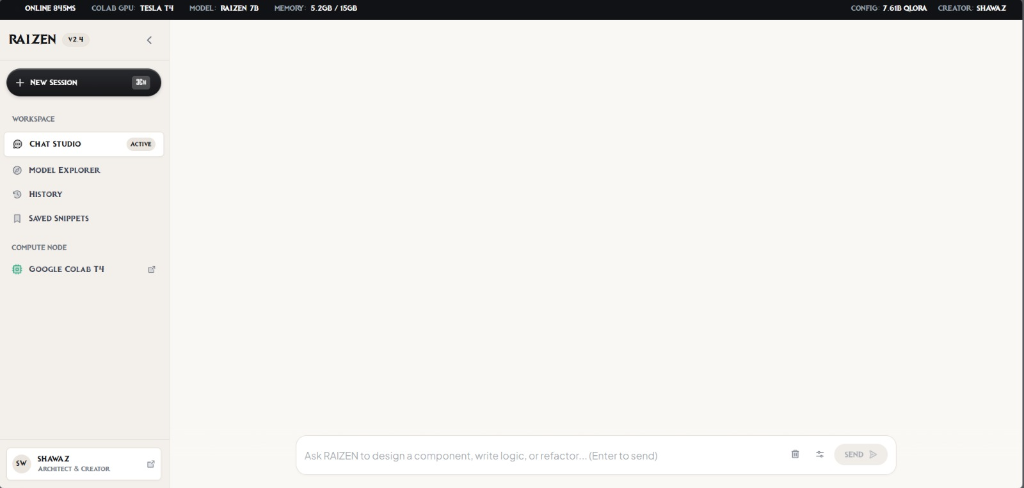 ONLINE 845MS COLAB GPU: TESLA T4 MODEL: RAIZEN 7B MEMORY: 5.2GB / 15GB CONFIG: 7.61B QLORA CREATOR: SHAWAZ
RAIZEN V2.4
NEW SESSION ⌘N
WORKSPACE
CHAT STUDIO ACTIVE
MODEL EXPLORER
HISTORY
SAVED SNIPPETS
COMPUTE NODE
GOOGLE COLAB T4
Ask RAIZEN to design a component, write logic, or refactor... (Enter to send) SEND
SW SHAWAZ
ARCHITECT & CREATOR